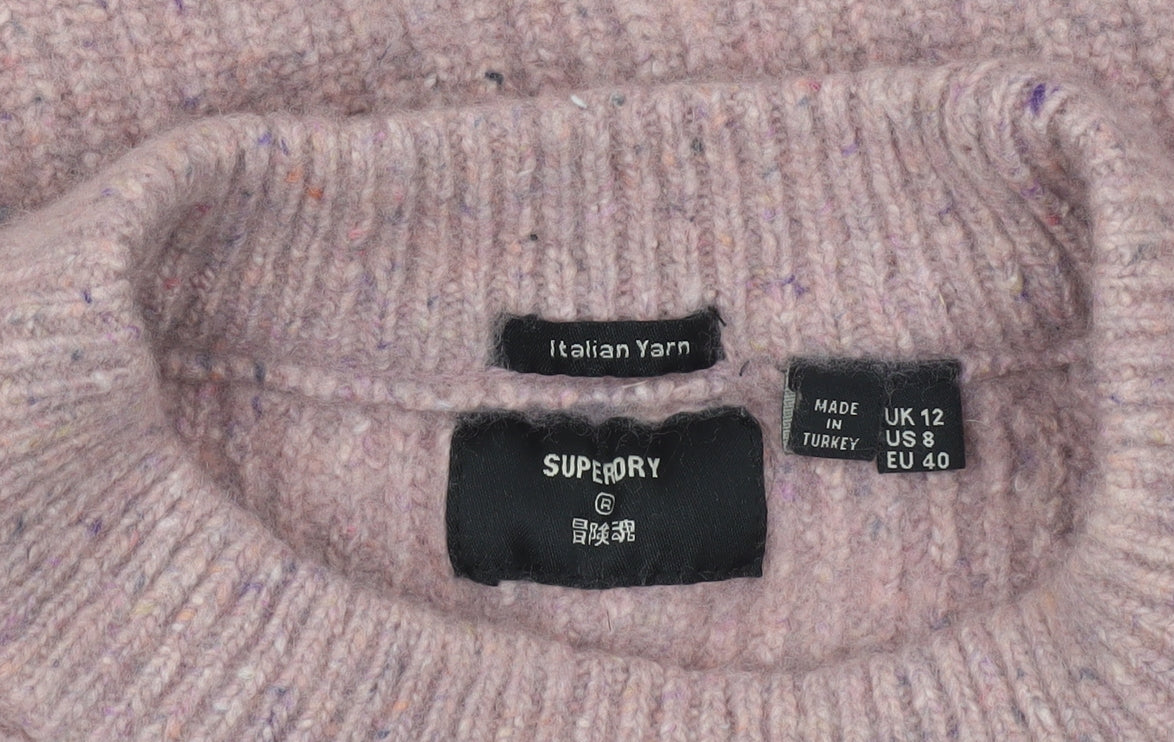 Italian Yarn
SUPERDRY
®
冒険魂
MADE
IN
TURKEY
UK 12
US 8
EU 40